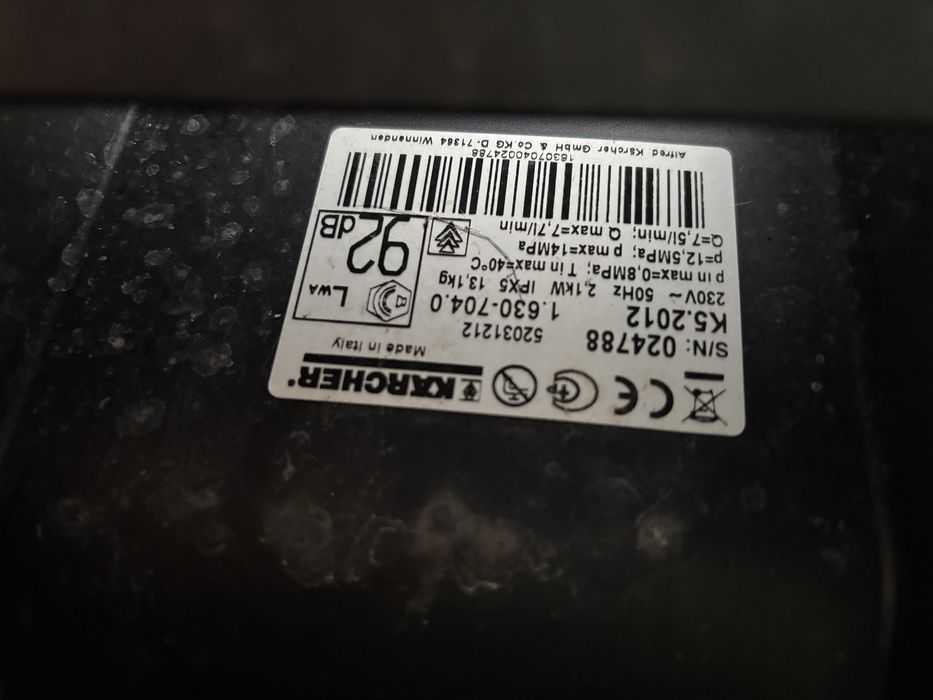 KÄRCHER®
Made in Italy
S/N: 024788
52031212
K5.2012
1.630-704.0
230V ~ 50Hz 2,1kW IPX5 13,1kg
p in max=0,8MPa; T in max=40°C
p=12,5MPa; p max=14MPa
Q=7,5l/min; Q max=7,7l/min
LWA
92
dB
16307040024788
Alfred Kärcher GmbH & Co.KG D-71364 Winnenden